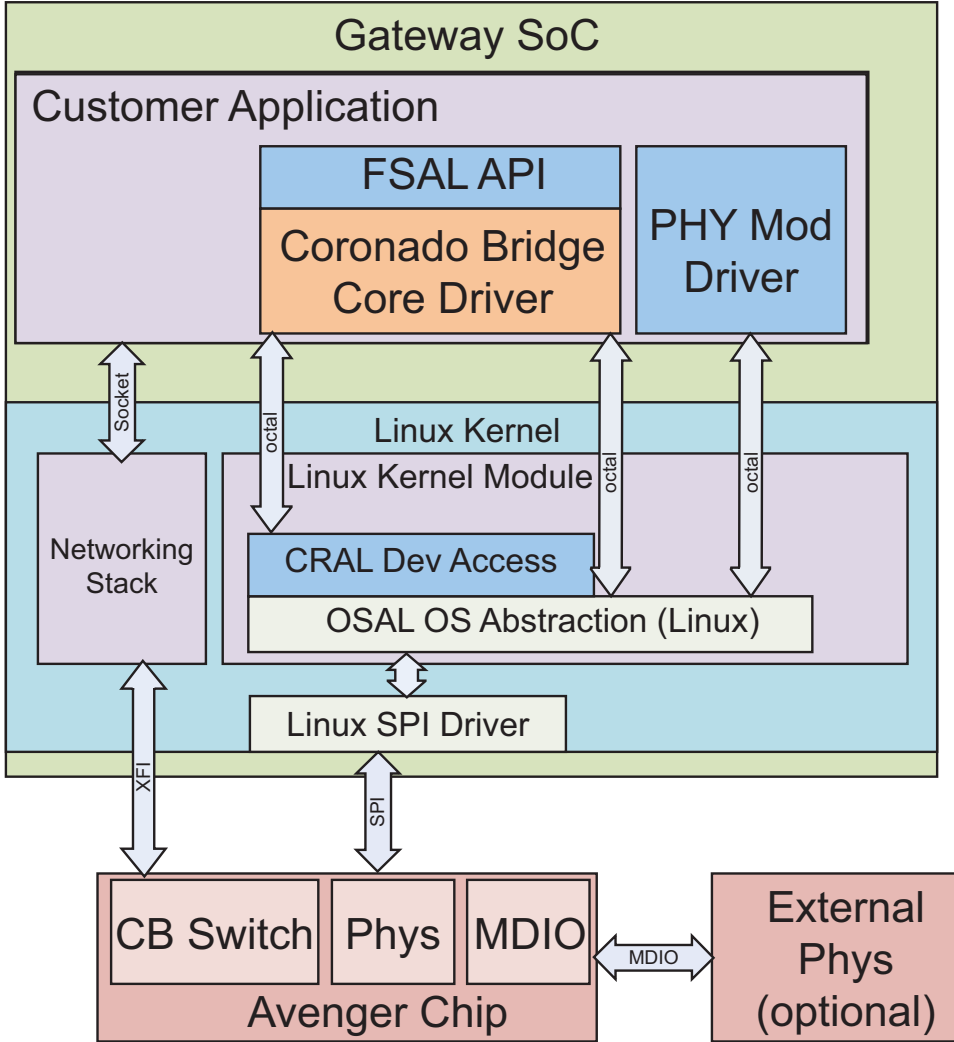 Gateway SoC
Customer Application
FSAL API
Coronado Bridge
Core Driver
PHY Mod
Driver
Socket
octal
octal
octal
Linux Kernel
Linux Kernel Module
Networking
Stack
CRAL Dev Access
OSAL OS Abstraction (Linux)
Linux SPI Driver
XFI
SPI
CB Switch
Phys
MDIO
Avenger Chip
MDIO
External
Phys
(optional)